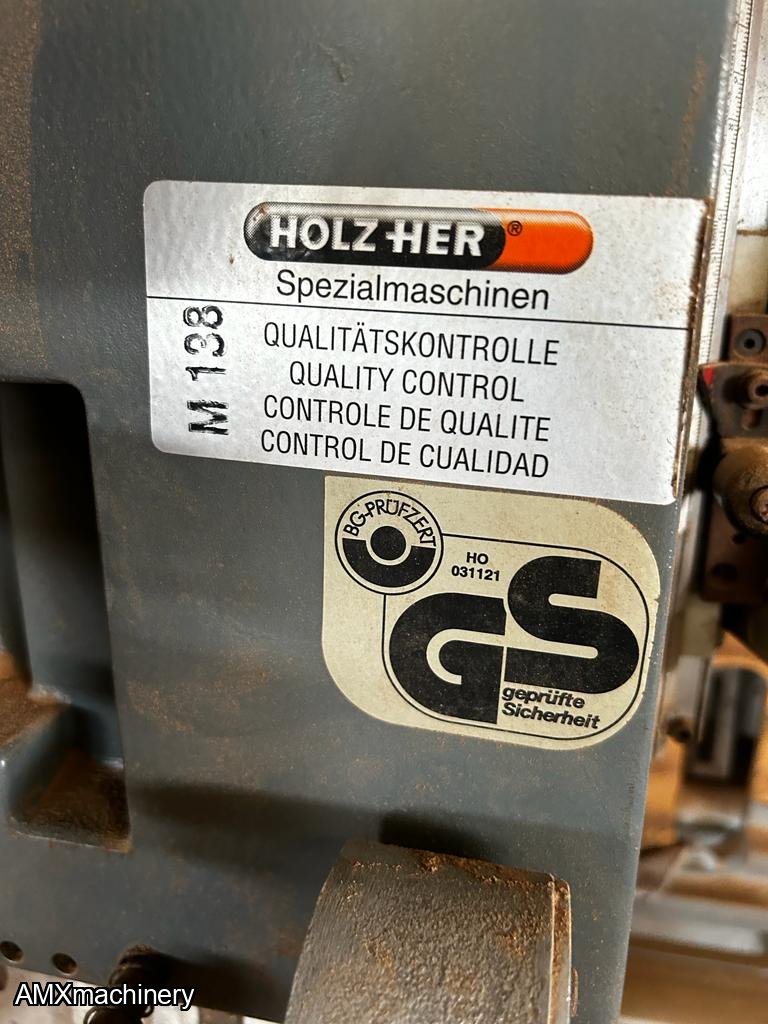 HOLZ-HER®
Spezialmaschinen
M 138
QUALITÄTSKONTROLLE
QUALITY CONTROL
CONTROLE DE QUALITE
CONTROL DE CUALIDAD
BG-PRÜFZERT
HO
031121
GS
geprüfte
Sicherheit
AMXmachinery